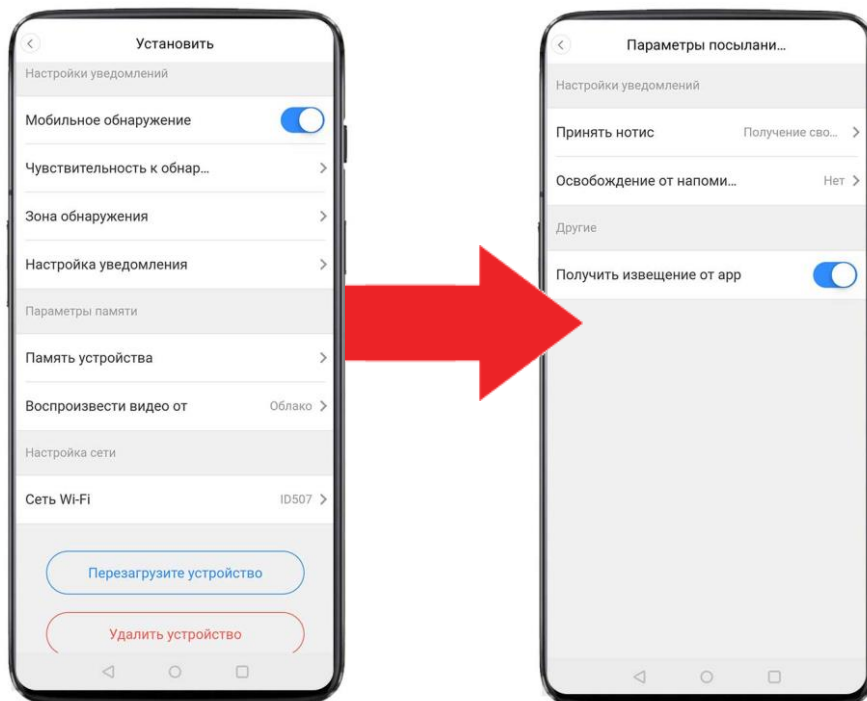 Установить
Настройки уведомлений
Мобильное обнаружение
Чувствительность к обнар...
Зона обнаружения
Настройка уведомления
Параметры памяти
Память устройства
Воспроизвести видео от Облако
Настройка сети
Сеть Wi-Fi ID507
Перезагрузите устройство
Удалить устройство
Параметры посылани...
Настройки уведомлений
Принять нотис Получение сво...
Освобождение от напоми... Нет
Другие
Получить извещение от app